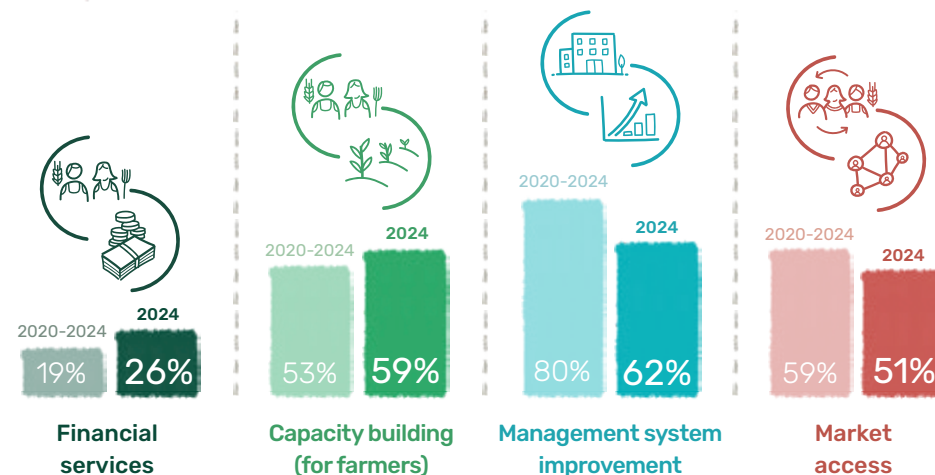 2020-2024
2024
19%
26%
Financial
services
2020-2024
2024
53%
59%
Capacity building
(for farmers)
2020-2024
2024
80%
62%
Management system
improvement
2020-2024
2024
59%
51%
Market
access